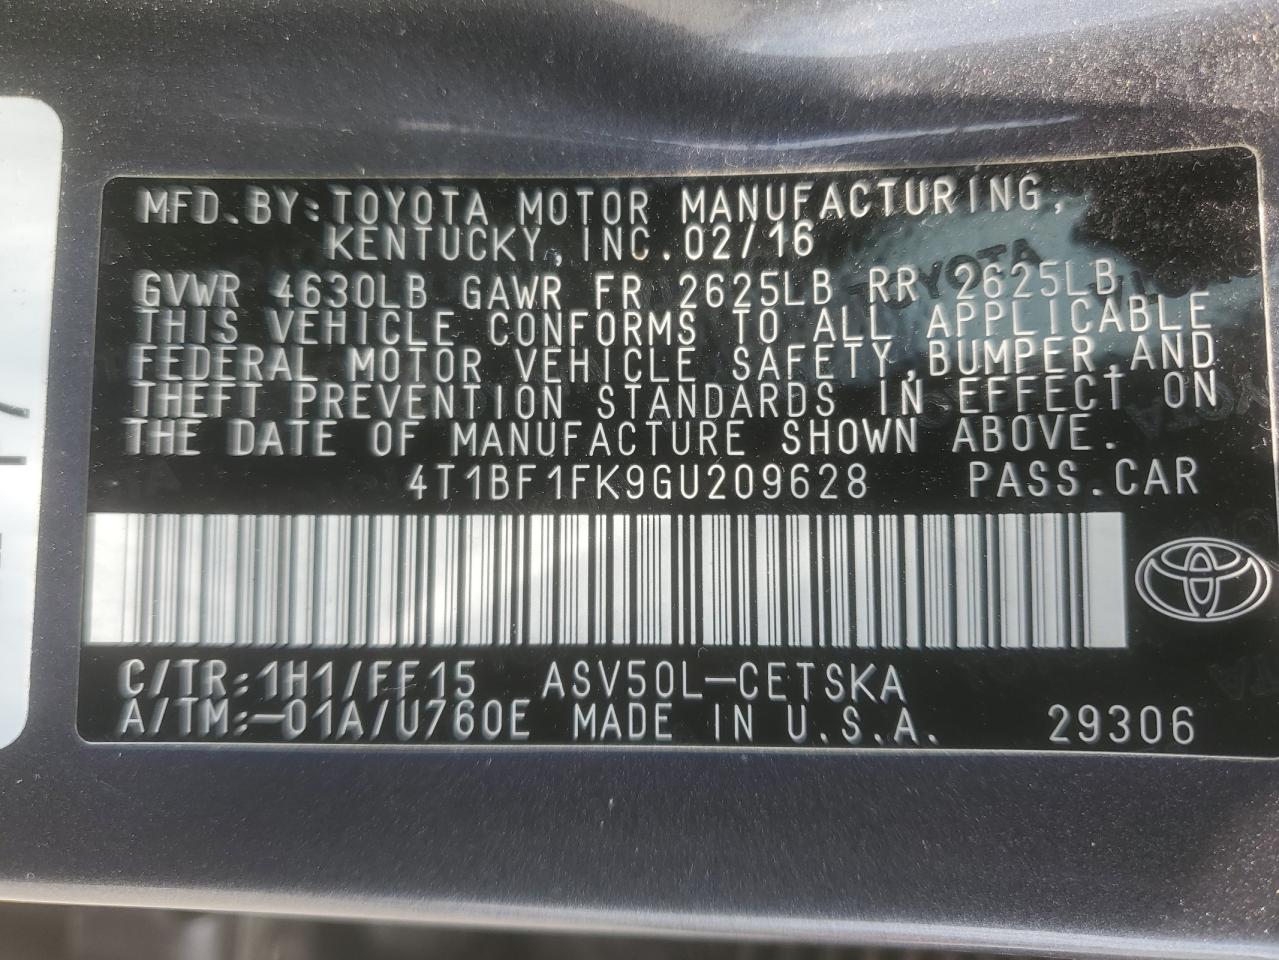 MFD.BY:TOYOTA MOTOR MANUFACTURING,
KENTUCKY,INC.02/16
GVWR 4630LB GAWR FR 2625LB RR 2625LB
THIS VEHICLE CONFORMS TO ALL APPLICABLE
FEDERAL MOTOR VEHICLE SAFETY,BUMPER,AND
THEFT PREVENTION STANDARDS IN EFFECT ON
THE DATE OF MANUFACTURE SHOWN ABOVE.
4T1BF1FK9GU209628 PASS.CAR
C/TR:1H1/FF15 ASV50L-CETSKA
A/TM:-01A/U760E MADE IN U.S.A. 29306